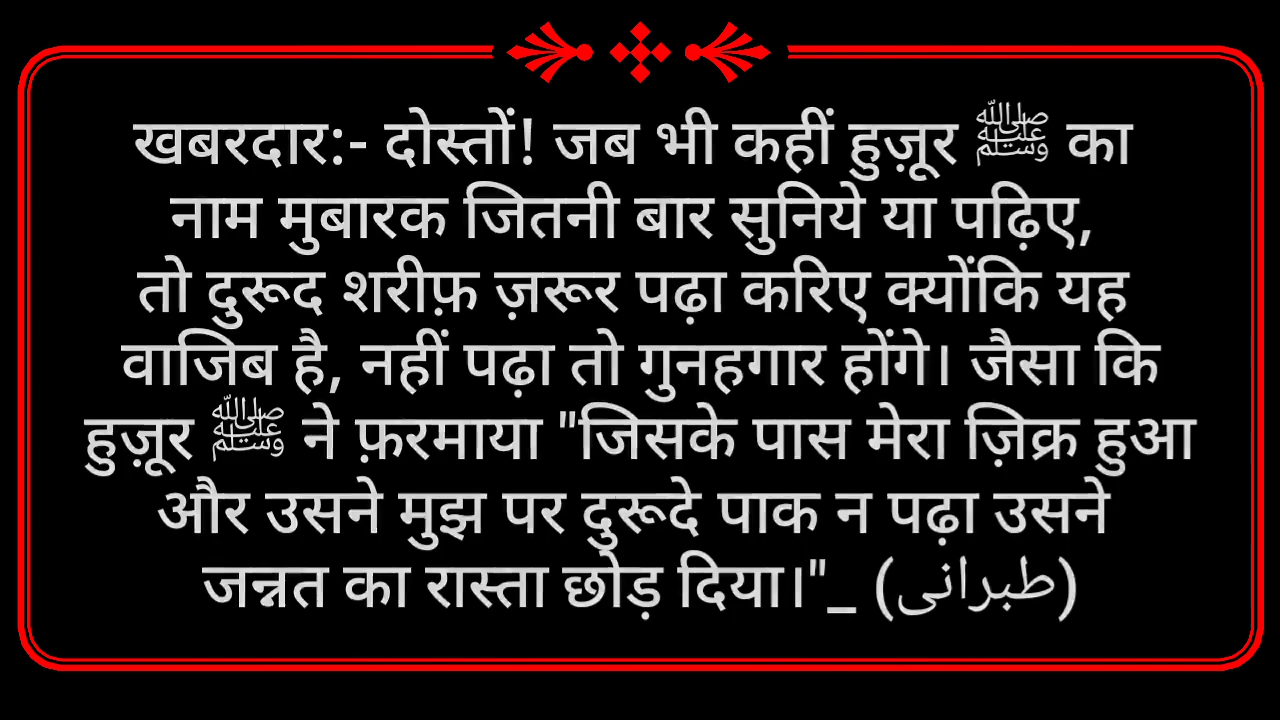 खबरदार:- दोस्तों! जब भी कहीं हुज़ूर ﷺ का
नाम मुबारक जितनी बार सुनिये या पढ़िए,
तो दुरूद शरीफ़ ज़रूर पढ़ा करिए क्योंकि यह
वाजिब है, नहीं पढ़ा तो गुनहगार होंगे। जैसा कि
हुज़ूर ﷺ ने फ़रमाया "जिसके पास मेरा ज़िक्र हुआ
और उसने मुझ पर दुरूदे पाक न पढ़ा उसने
जन्नत का रास्ता छोड़ दिया।"_ (طبرانی)